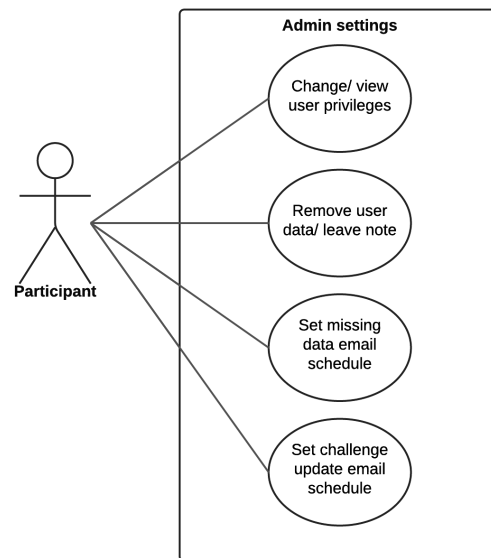 Admin settings
Change/ view
user privileges
Remove user
data/ leave note
Participant
Set missing
data email
schedule
Set challenge
update email
schedule